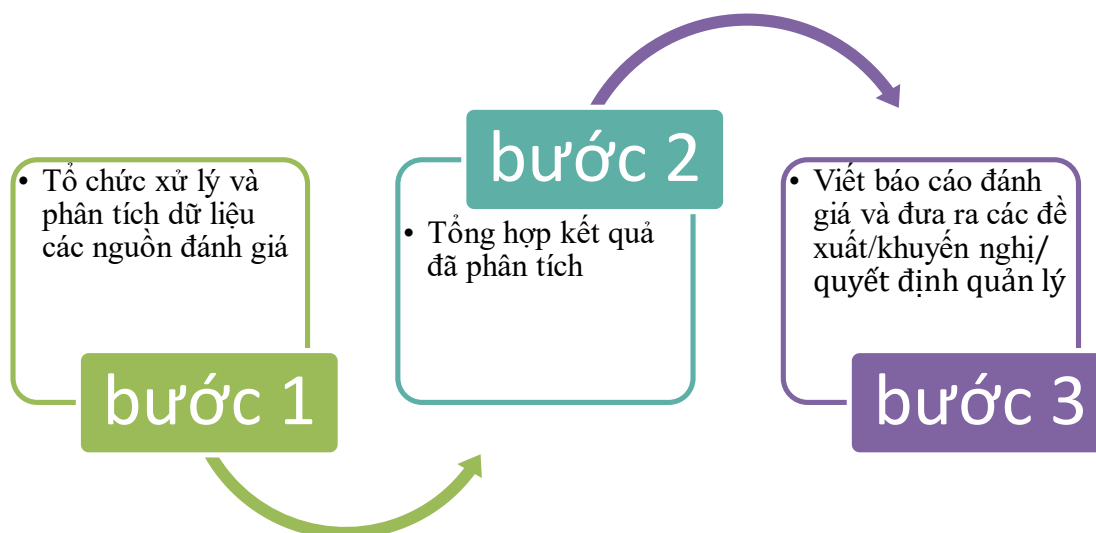 • Tổ chức xử lý và
phân tích dữ liệu
các nguồn đánh giá
bước 1
bước 2
• Tổng hợp kết quả
đã phân tích
• Viết báo cáo đánh
giá và đưa ra các đề
xuất/khuyến nghị/
quyết định quản lý
bước 3